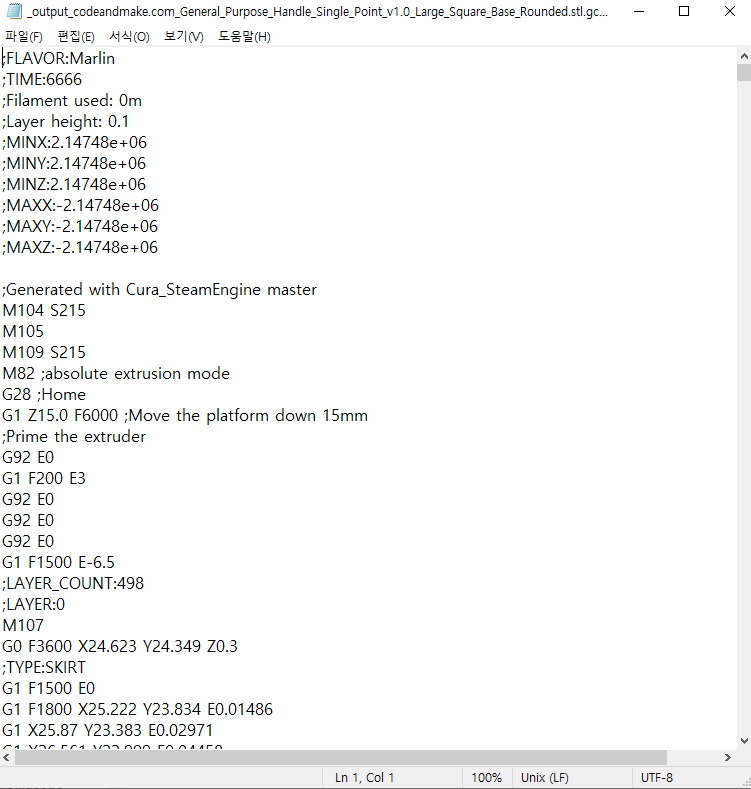 _output_codeandmake.com_General_Purpose_Handle_Single_Point_v1.0_Large_Square_Base_Rounded.stl.gc...
파일(F) 편집(E) 서식(O) 보기(V) 도움말(H)
;FLAVOR:Marlin
;TIME:6666
;Filament used: 0m
;Layer height: 0.1
;MINX:2.14748e+06
;MINY:2.14748e+06
;MINZ:2.14748e+06
;MAXX:-2.14748e+06
;MAXY:-2.14748e+06
;MAXZ:-2.14748e+06
;Generated with Cura_SteamEngine master
M104 S215
M105
M109 S215
M82 ;absolute extrusion mode
G28 ;Home
G1 Z15.0 F6000 ;Move the platform down 15mm
;Prime the extruder
G92 E0
G1 F200 E3
G92 E0
G92 E0
G92 E0
G1 F1500 E-6.5
;LAYER_COUNT:498
;LAYER:0
M107
G0 F3600 X24.623 Y24.349 Z0.3
;TYPE:SKIRT
G1 F1500 E0
G1 F1800 X25.222 Y23.834 E0.01486
G1 X25.87 Y23.383 E0.02971
G1 X26.561 Y22.999 E0.04458
Ln 1, Col 1 100% Unix (LF) UTF-8